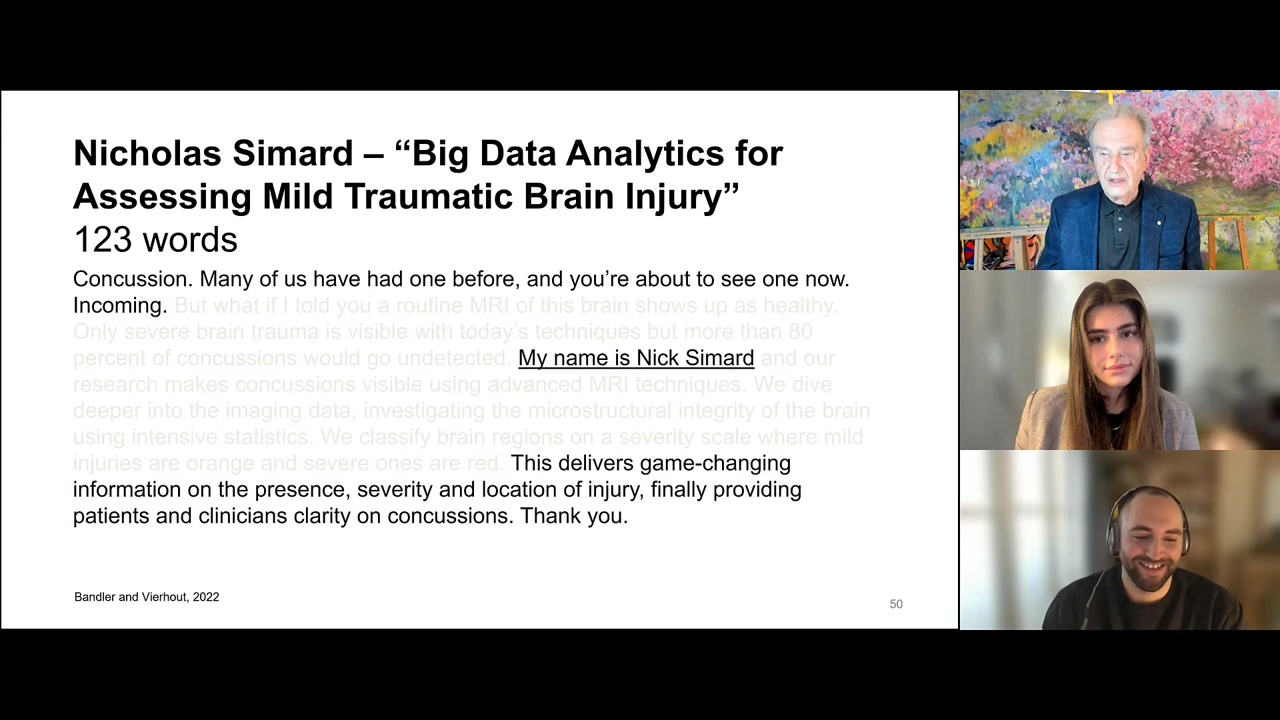 Nicholas Simard – “Big Data Analytics for
Assessing Mild Traumatic Brain Injury”
123 words
Concussion. Many of us have had one before, and you’re about to see one now.
Incoming. But what if I told you a routine MRI of this brain shows up as healthy.
Only severe brain trauma is visible with today’s techniques but more than 80
percent of concussions would go undetected. My name is Nick Simard and our
research makes concussions visible using advanced MRI techniques. We dive
deeper into the imaging data, investigating the microstructural integrity of the brain
using intensive statistics. We classify brain regions on a severity scale where mild
injuries are orange and severe ones are red. This delivers game-changing
information on the presence, severity and location of injury, finally providing
patients and clinicians clarity on concussions. Thank you.
Bandler and Vierhout, 2022
50